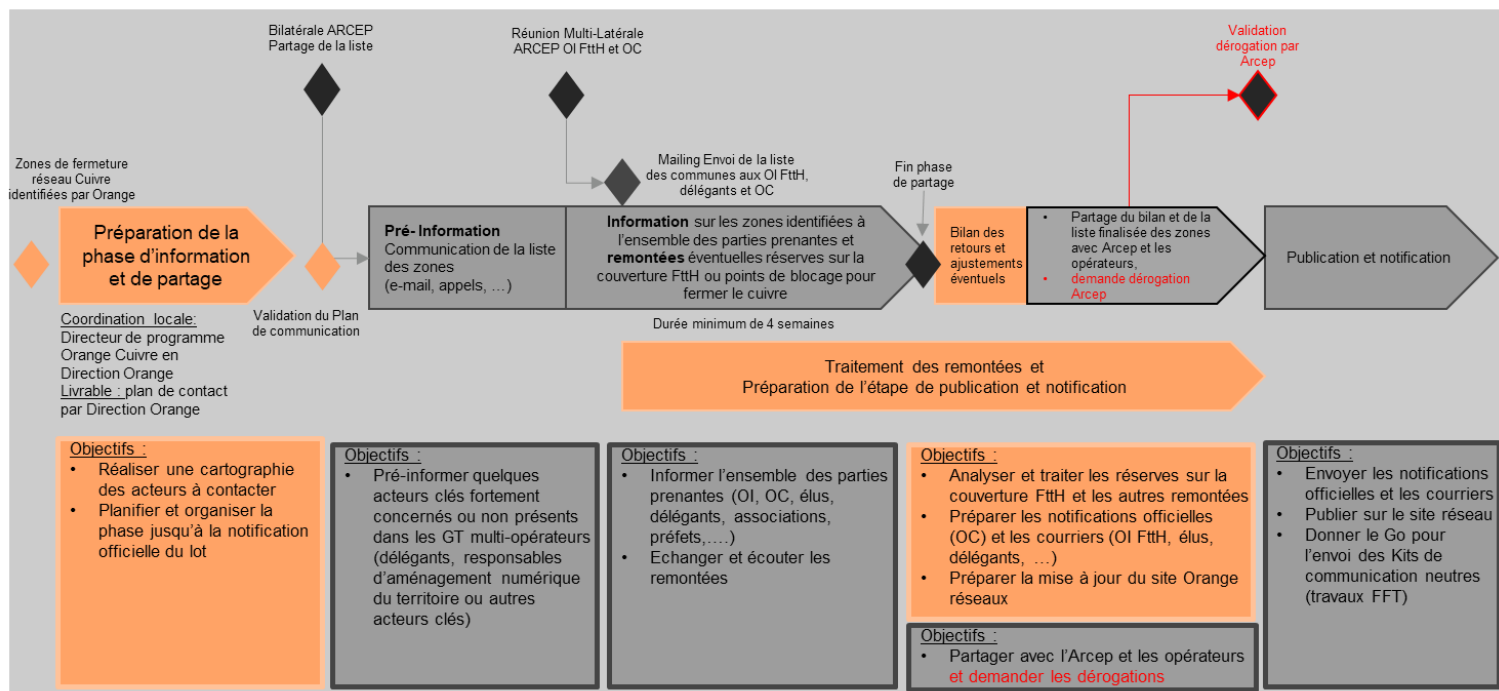 Bilatérale ARCEP
Partage de la liste
Réunion Multi-Latérale
ARCEP OI FttH et OC
Validation
dérogation par
Arcep
Zones de fermeture
réseau Cuivre
identifiées par Orange
Mailing Envoi de la liste
des communes aux OI FttH,
délégants et OC
Fin phase
de partage
Préparation de la
phase d'information
et de partage
Pré- Information
Communication de la liste
des zones
(e-mail, appels, …)
Information sur les zones identifiées à
l'ensemble des parties prenantes et
remontées éventuelles réserves sur la
couverture FttH ou points de blocage pour
fermer le cuivre
Bilan des
retours et
ajustements
éventuels
• Partage du bilan et de la
liste finalisée des zones
avec Arcep et les
opérateurs,
• demande dérogation
Arcep
Publication et notification
Coordination locale:
Directeur de programme
Orange Cuivre en
Direction Orange
Livrable : plan de contact
par Direction Orange
Validation du Plan
de communication
Durée minimum de 4 semaines
Traitement des remontées et
Préparation de l'étape de publication et notification
Objectifs :
• Réaliser une cartographie
des acteurs à contacter
• Planifier et organiser la
phase jusqu'à la notification
officielle du lot
Objectifs :
• Pré-informer quelques
acteurs clés fortement
concernés ou non présents
dans les GT multi-opérateurs
(délégants, responsables
d'aménagement numérique
du territoire ou autres
acteurs clés)
Objectifs :
• Informer l'ensemble des parties
prenantes (OI, OC, élus,
délégants, associations,
préfets,….)
• Echanger et écouter les
remontées
Objectifs :
• Analyser et traiter les réserves sur la
couverture FttH et les autres remontées
• Préparer les notifications officielles
(OC) et les courriers (OI FttH, élus,
délégants, …)
• Préparer la mise à jour du site Orange
réseaux
Objectifs :
• Partager avec l'Arcep et les opérateurs
et demander les dérogations
Objectifs :
• Envoyer les notifications
officielles et les courriers
• Publier sur le site réseau
• Donner le Go pour
l'envoi des Kits de
communication neutres
(travaux FFT)